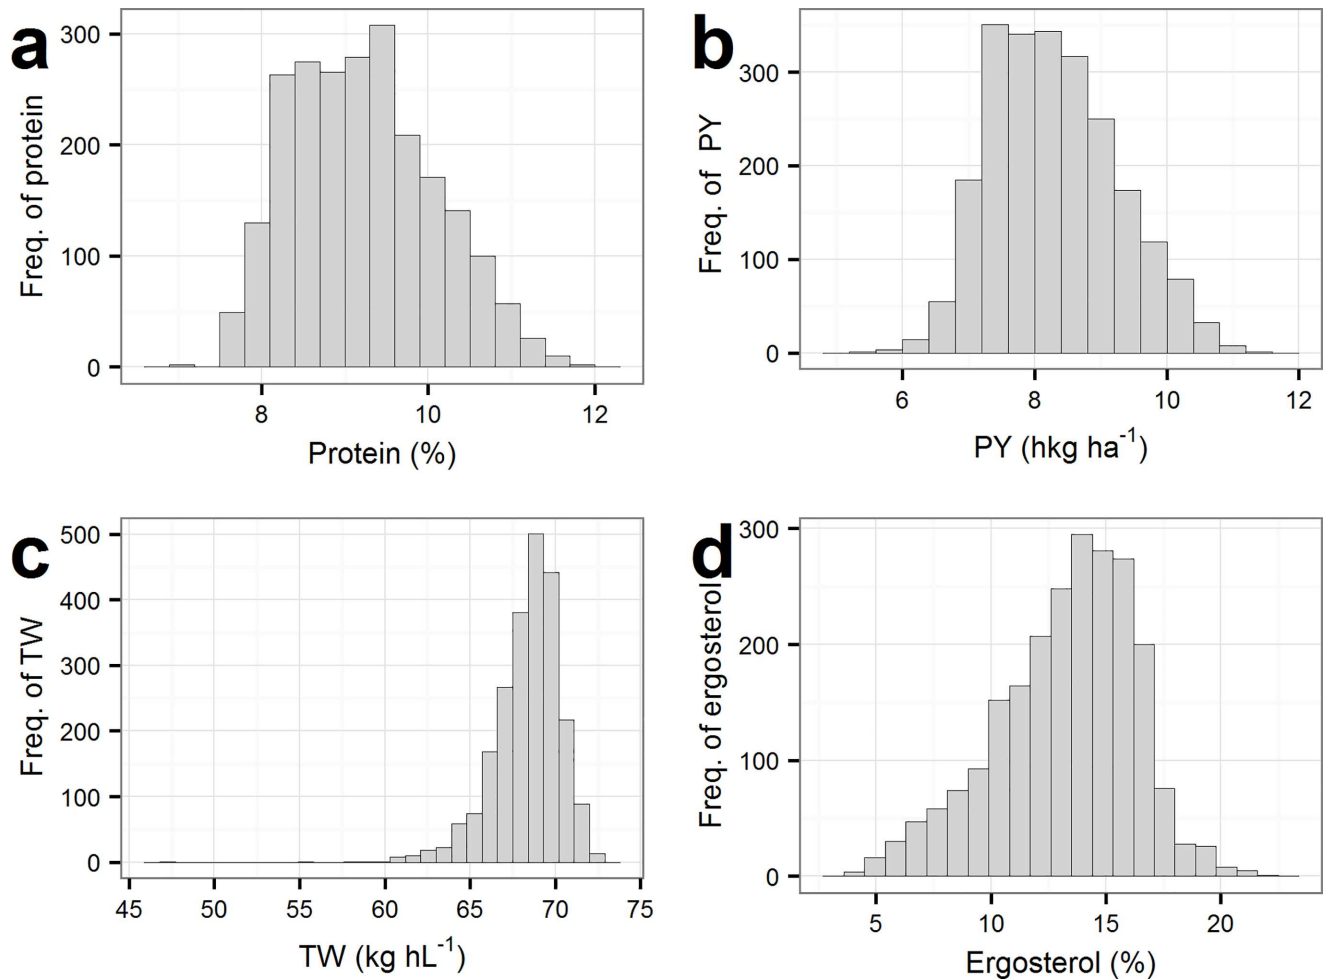 a
Freq. of protein
300
200
100
0
8 10 12
Protein (%)
b
Freq. of PY
300
200
100
0
6 8 10 12
PY (hkg ha⁻¹)
c
Freq. of TW
500
400
300
200
100
0
45 50 55 60 65 70 75
TW (kg hL⁻¹)
d
Freq. of ergosterol
300
200
100
0
5 10 15 20
Ergosterol (%)